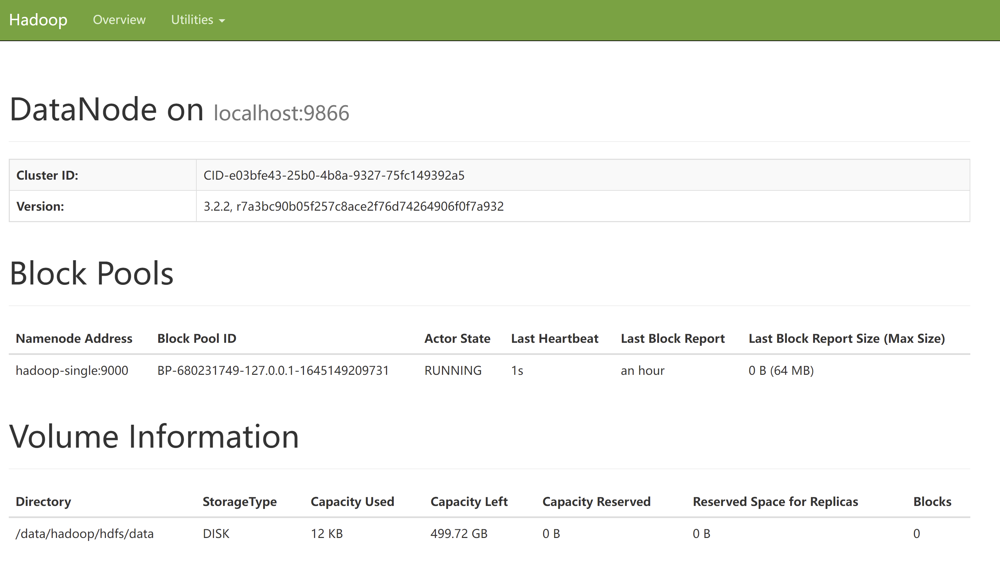 Hadoop Overview Utilities
DataNode on localhost:9866
Cluster ID: CID-e03bfe43-25b0-4b8a-9327-75fc149392a5
Version: 3.2.2, r7a3bc90b05f257c8ace2f76d74264906f0f7a932
Block Pools
Namenode Address Block Pool ID Actor State Last Heartbeat Last Block Report Last Block Report Size (Max Size)
hadoop-single:9000 BP-680231749-127.0.0.1-1645149209731 RUNNING 1s an hour 0 B (64 MB)
Volume Information
Directory StorageType Capacity Used Capacity Left Capacity Reserved Reserved Space for Replicas Blocks
/data/hadoop/hdfs/data DISK 12 KB 499.72 GB 0 B 0 B 0